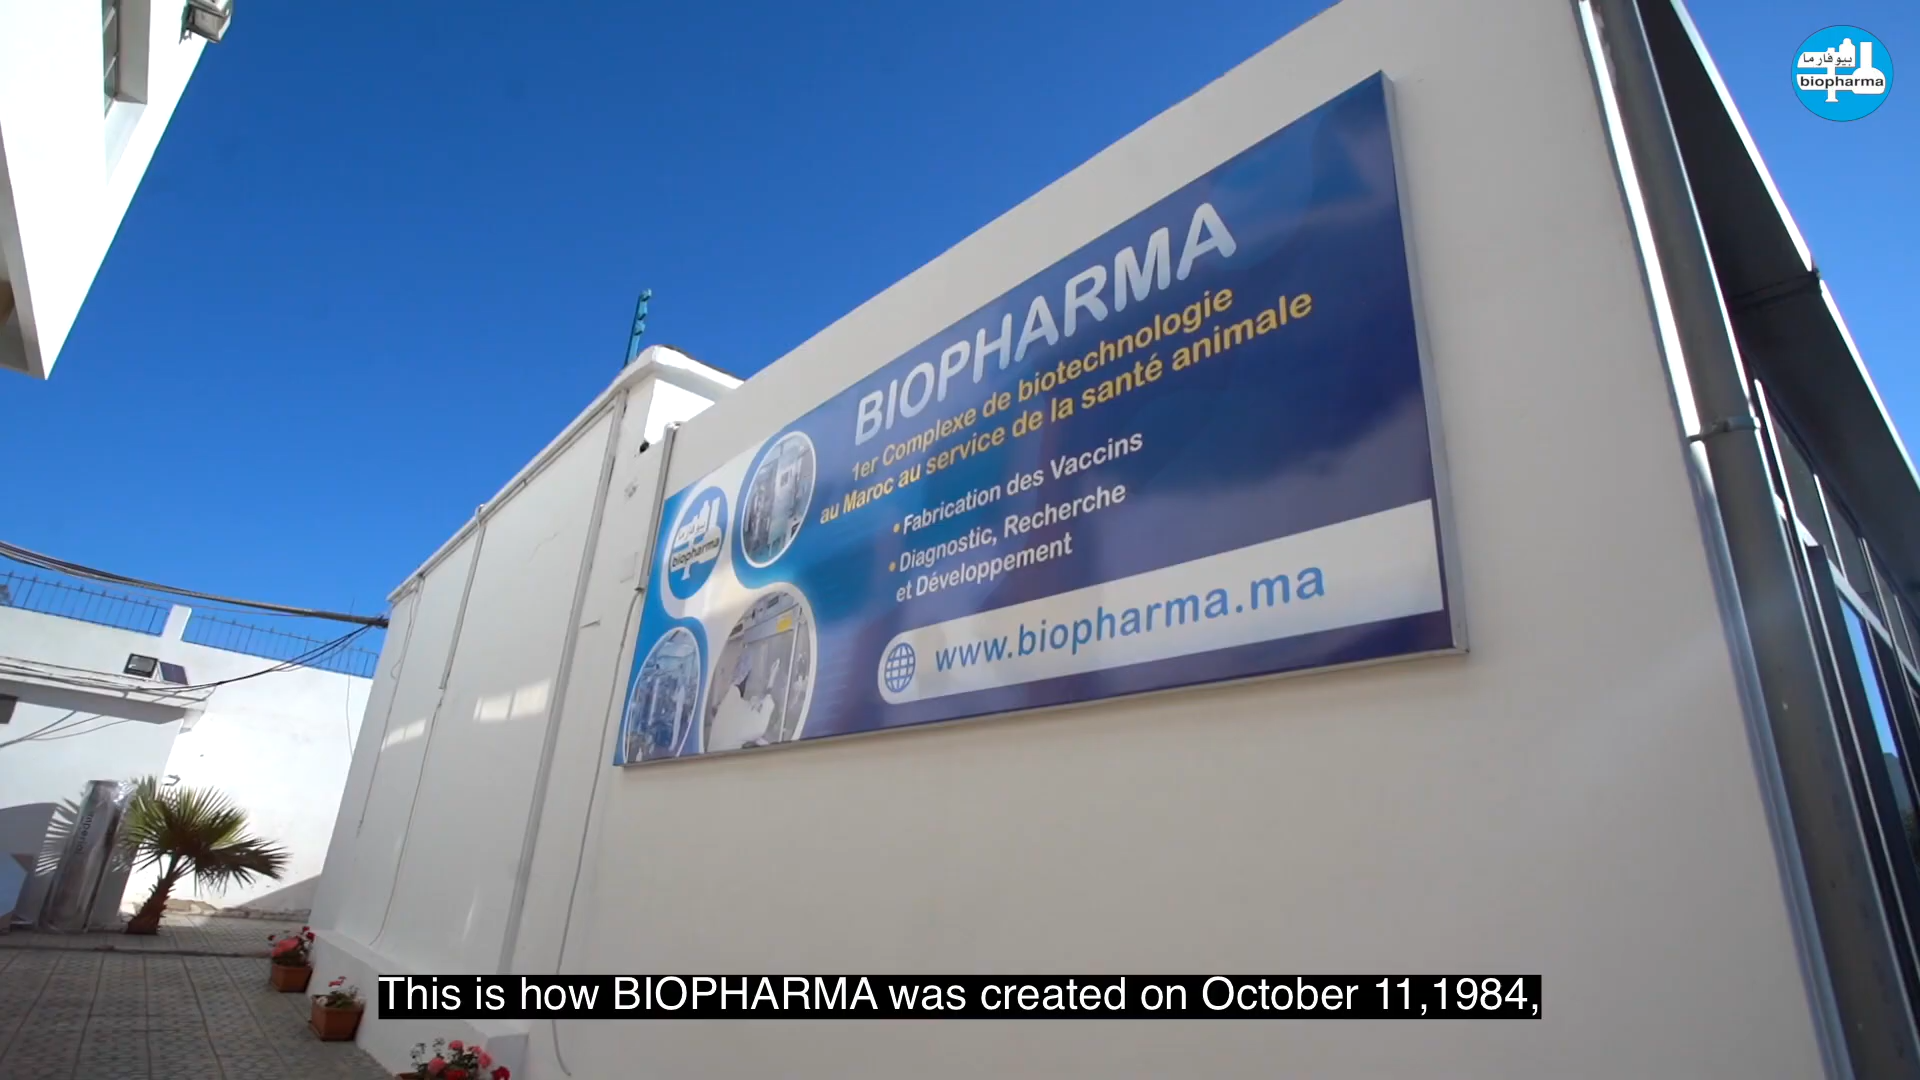 بيوفارما
biopharma
BIOPHARMA
1er Complexe de biotechnologie
au Maroc au service de la santé animale
• Fabrication des Vaccins
• Diagnostic, Recherche
et Développement
www.biopharma.ma
بيوفارما
biopharma
This is how BIOPHARMA was created on October 11,1984,